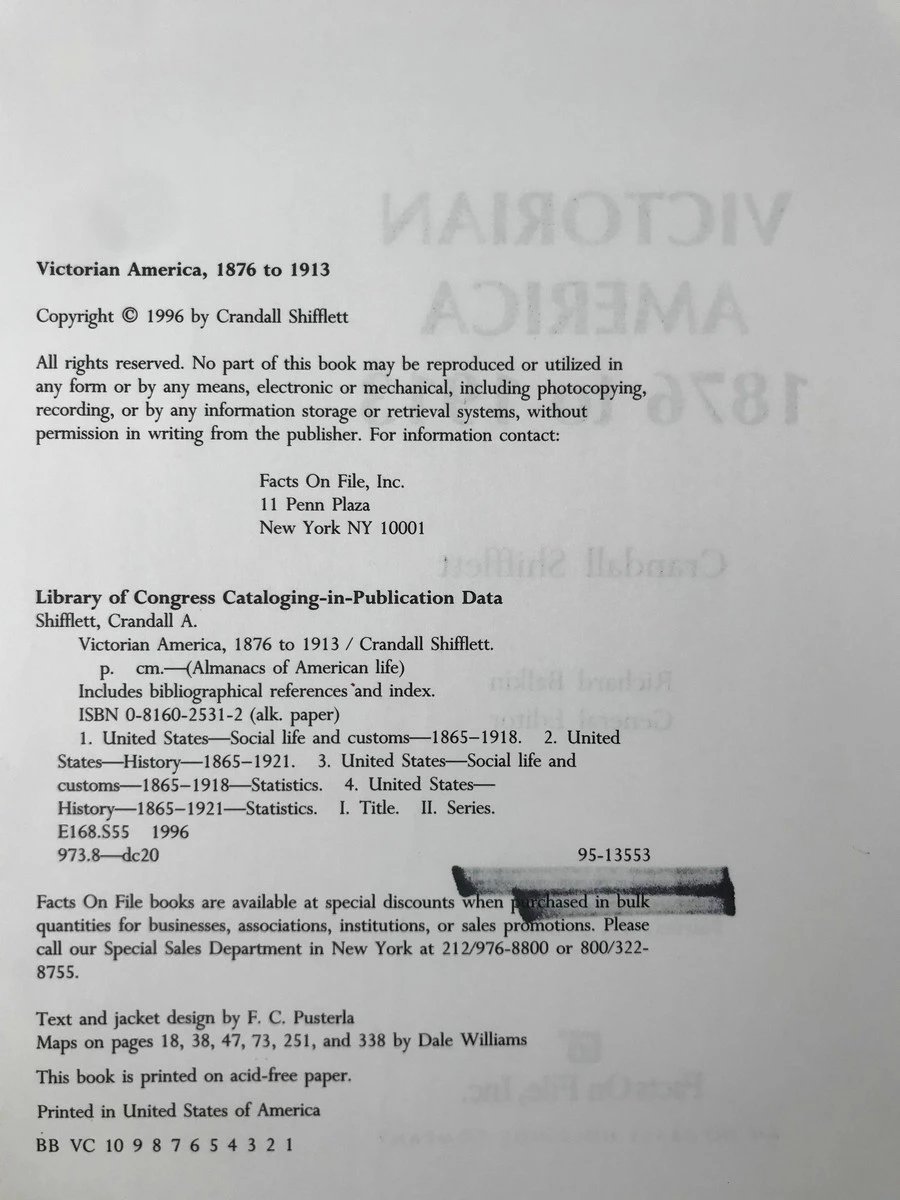 Victorian America, 1876 to 1913
Copyright © 1996 by Crandall Shifflett
All rights reserved. No part of this book may be reproduced or utilized in
any form or by any means, electronic or mechanical, including photocopying,
recording, or by any information storage or retrieval systems, without
permission in writing from the publisher. For information contact:
Facts On File, Inc.
11 Penn Plaza
New York NY 10001
Library of Congress Cataloging-in-Publication Data
Shifflett, Crandall A.
Victorian America, 1876 to 1913 / Crandall Shifflett.
p. cm.—(Almanacs of American life)
Includes bibliographical references and index.
ISBN 0-8160-2531-2 (alk. paper)
1. United States—Social life and customs—1865–1918. 2. United
States—History—1865–1921. 3. United States—Social life and
customs—1865–1918—Statistics. 4. United States—
History—1865–1921—Statistics. I. Title. II. Series.
E168.S55 1996
973.8—dc20 95-13553
Facts On File books are available at special discounts when purchased in bulk
quantities for businesses, associations, institutions, or sales promotions. Please
call our Special Sales Department in New York at 212/976-8800 or 800/322-
8755.
Text and jacket design by F. C. Pusterla
Maps on pages 18, 38, 47, 73, 251, and 338 by Dale Williams
This book is printed on acid-free paper.
Printed in United States of America
BB VC 10 9 8 7 6 5 4 3 2 1